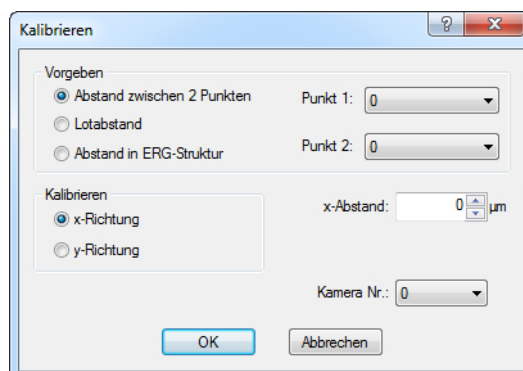 Kalibrieren
Vorgeben
Abstand zwischen 2 Punkten
Punkt 1: 0
Lotabstand
Abstand in ERG-Struktur
Punkt 2: 0
Kalibrieren
x-Richtung
x-Abstand: 0 µm
y-Richtung
Kamera Nr.: 0
OK
Abbrechen